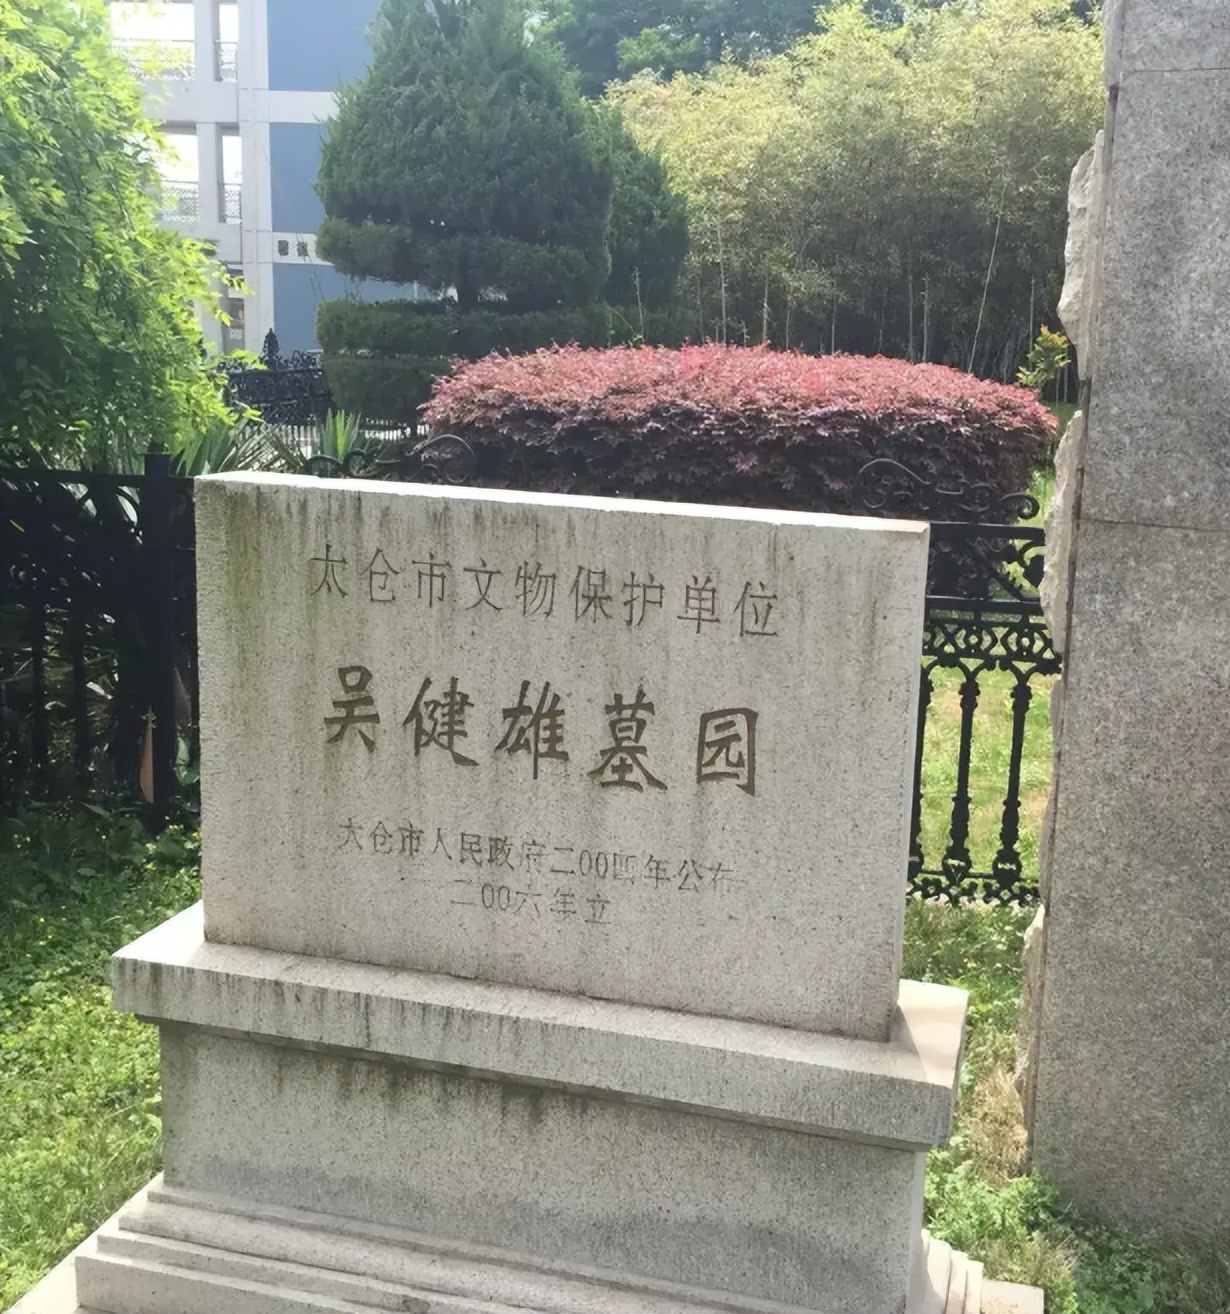 太仓市文物保护单位
吴健雄墓园
太仓市人民政府二00四年公布
二00六年立